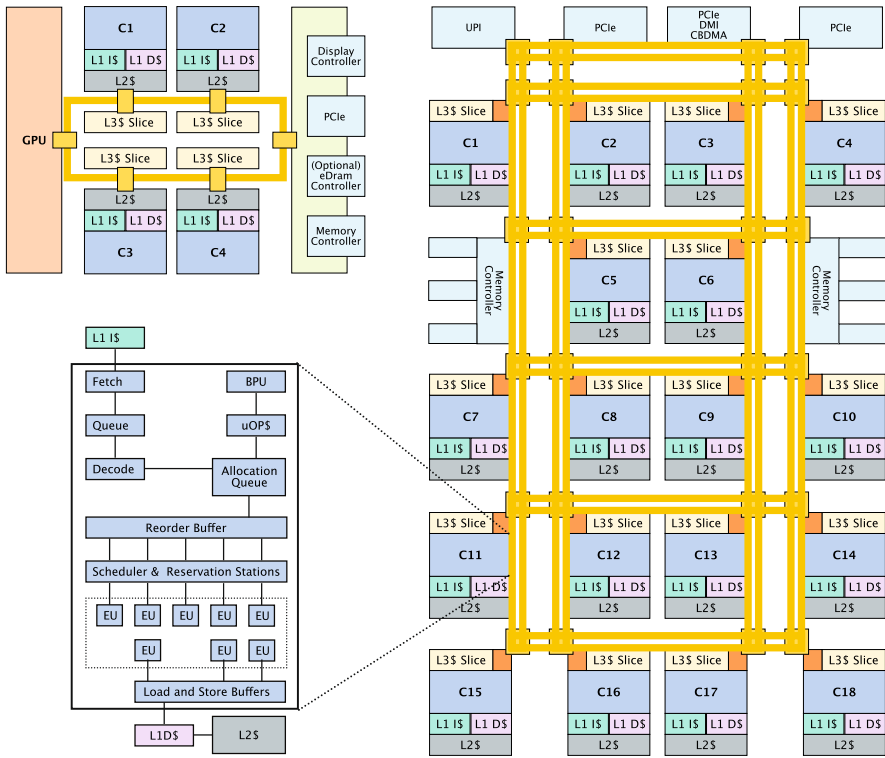 GPU
C1
C2
L1 I$ L1 D$
L1 I$ L1 D$
L2$
L2$
L3$ Slice
L3$ Slice
L3$ Slice
L3$ Slice
L2$
L2$
L1 I$ L1 D$
L1 I$ L1 D$
C3
C4
Display
Controller
PCIe
(Optional)
eDram
Controller
Memory
Controller
L1 I$
Fetch
BPU
Queue
uOP$
Decode
Allocation
Queue
Reorder Buffer
Scheduler & Reservation Stations
EU
EU
EU
EU
EU
EU
EU
EU
Load and Store Buffers
L1D$
L2$
UPI
PCIe
PCIe
DMI
CBDMA
PCIe
L3$ Slice
L3$ Slice
L3$ Slice
L3$ Slice
C1
C2
C3
C4
L1 I$ L1 D$
L1 I$ L1 D$
L1 I$ L1 D$
L1 I$ L1 D$
L2$
L2$
L2$
L2$
Memory
Controller
L3$ Slice
L3$ Slice
C5
C6
L1 I$ L1 D$
L1 I$ L1 D$
L2$
L2$
Memory
Controller
L3$ Slice
L3$ Slice
L3$ Slice
L3$ Slice
C7
C8
C9
C10
L1 I$ L1 D$
L1 I$ L1 D$
L1 I$ L1 D$
L1 I$ L1 D$
L2$
L2$
L2$
L2$
L3$ Slice
L3$ Slice
L3$ Slice
L3$ Slice
C11
C12
C13
C14
L1 I$ L1 D$
L1 I$ L1 D$
L1 I$ L1 D$
L1 I$ L1 D$
L2$
L2$
L2$
L2$
L3$ Slice
L3$ Slice
L3$ Slice
L3$ Slice
C15
C16
C17
C18
L1 I$ L1 D$
L1 I$ L1 D$
L1 I$ L1 D$
L1 I$ L1 D$
L2$
L2$
L2$
L2$